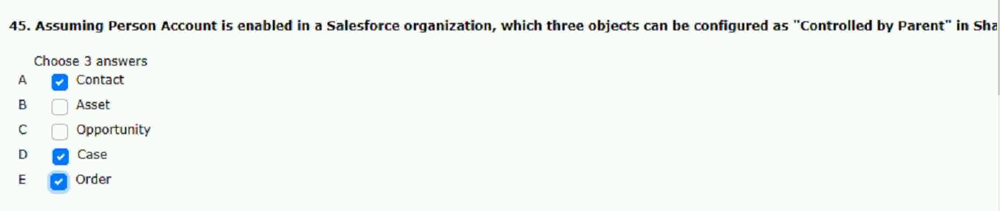 45. Assuming Person Account is enabled in a Salesforce organization, which three objects can be configured as "Controlled by Parent" in Sha
Choose 3 answers
A Contact
B Asset
C Opportunity
D Case
E Order